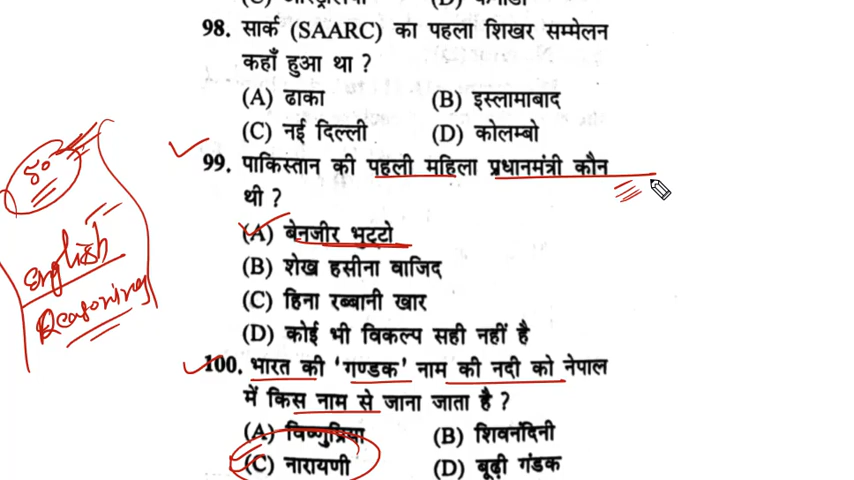 98. सार्क (SAARC) का पहला शिखर सम्मेलन
कहाँ हुआ था ?
(A) ढाका (B) इस्लामाबाद
(C) नई दिल्ली (D) कोलम्बो
99. पाकिस्तान की पहली महिला प्रधानमंत्री कौन
थी ?
(A) बेनजीर भुट्टो
(B) शेख हसीना वाजिद
(C) हिना रब्बानी खार
(D) कोई भी विकल्प सही नहीं है
100. भारत की 'गण्डक' नाम की नदी को नेपाल
में किस नाम से जाना जाता है ?
(A) विष्णुप्रिया (B) शिवनंदिनी
(C) नारायणी (D) बूढ़ी गंडक
English
Reasoning